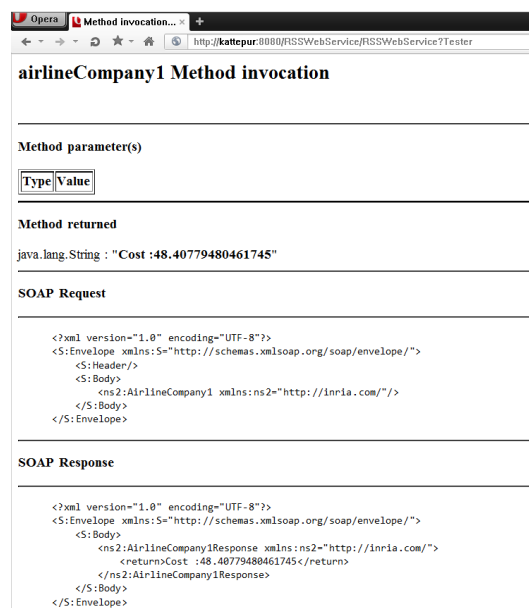 Opera
Method invocation... × +
http://kattepur:8080/RSSWebService/RSSWebService?Tester
airlineCompany1 Method invocation
Method parameter(s)
Type Value
Method returned
java.lang.String : "Cost :48.40779480461745"
SOAP Request
<?xml version="1.0" encoding="UTF-8"?>
<S:Envelope xmlns:S="http://schemas.xmlsoap.org/soap/envelope/">
<S:Header/>
<S:Body>
<ns2:AirlineCompany1 xmlns:ns2="http://inria.com/"/>
</S:Body>
</S:Envelope>
SOAP Response
<?xml version="1.0" encoding="UTF-8"?>
<S:Envelope xmlns:S="http://schemas.xmlsoap.org/soap/envelope/">
<S:Body>
<ns2:AirlineCompany1Response xmlns:ns2="http://inria.com/">
<return>Cost :48.40779480461745</return>
</ns2:AirlineCompany1Response>
</S:Body>
</S:Envelope>